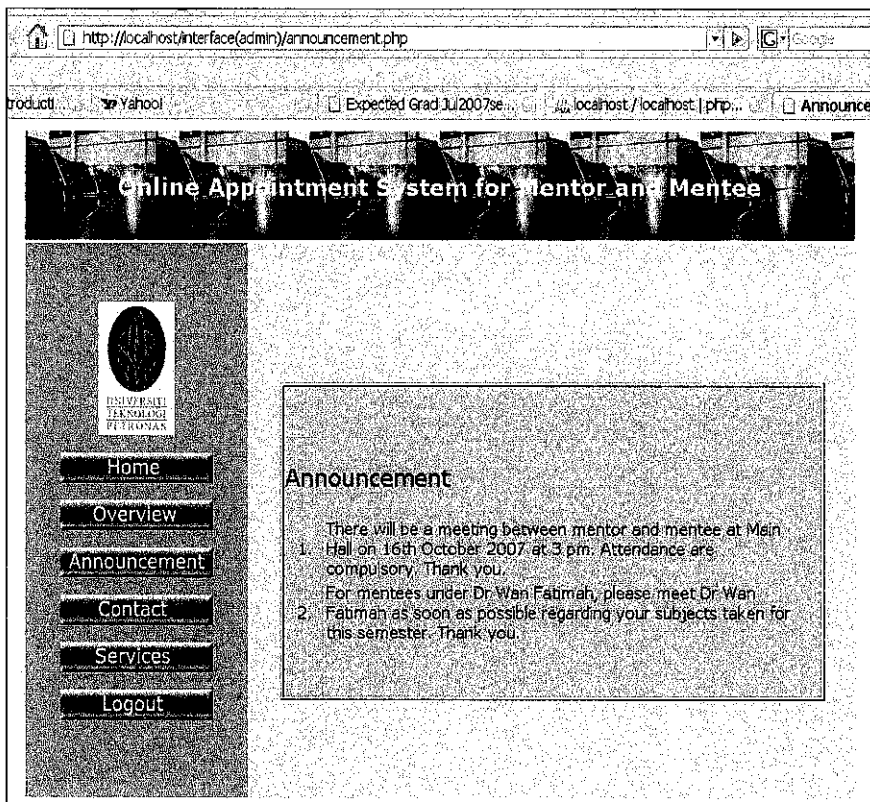 http://localhost/interface(admin)/announcement.php
G Google
troducti... Yahoo! Expected Grad Jul2007se... localhost / localhost | php... Announce
Online Appointment System for Mentor and Mentee
UNIVERSITI
TEKNOLOGI
PETRONAS
Home
Overview
Announcement
Contact
Services
Logout
Announcement
There will be a meeting between mentor and mentee at Main
1. Hall on 16th October 2007 at 3 pm. Attendance are
compulsory. Thank you.
For mentees under Dr Wan Fatimah, please meet Dr Wan
2. Fatimah as soon as possible regarding your subjects taken for
this semester. Thank you.